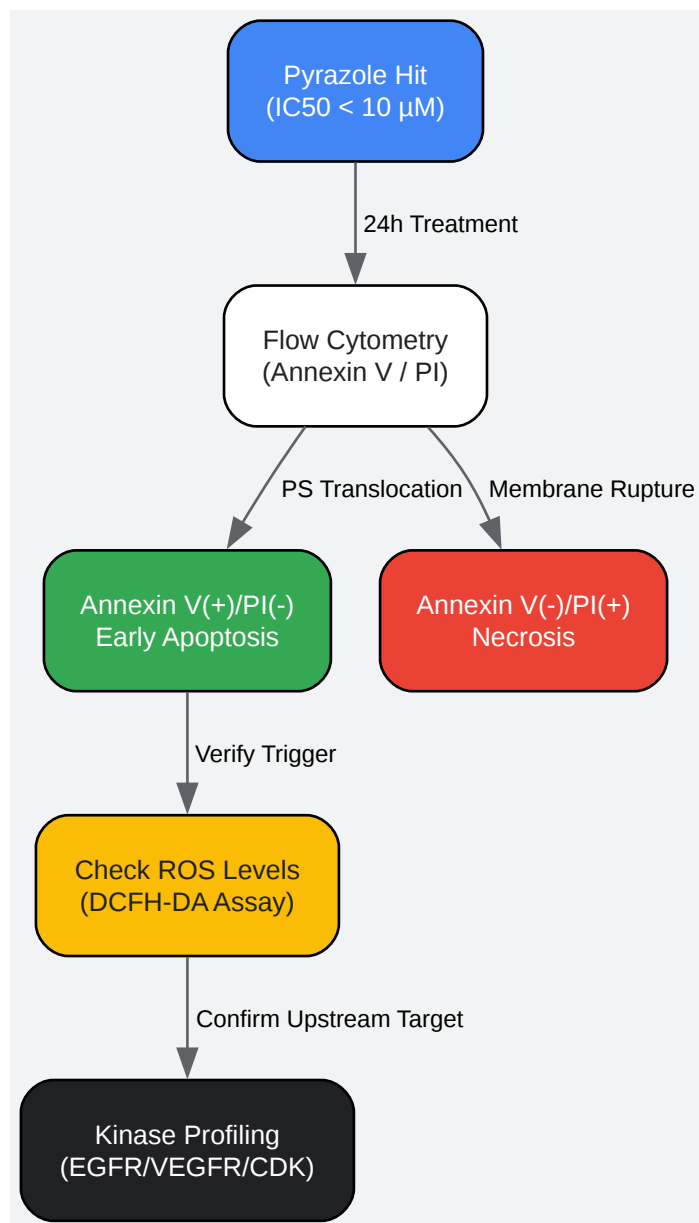 Pyrazole Hit
(IC50 < 10 µM)
24h Treatment
Flow Cytometry
(Annexin V / PI)
PS Translocation
Membrane Rupture
Annexin V(+)/PI(-)
Early Apoptosis
Annexin V(-)/PI(+)
Necrosis
Verify Trigger
Check ROS Levels
(DCFH-DA Assay)
Confirm Upstream Target
Kinase Profiling
(EGFR/VEGFR/CDK)